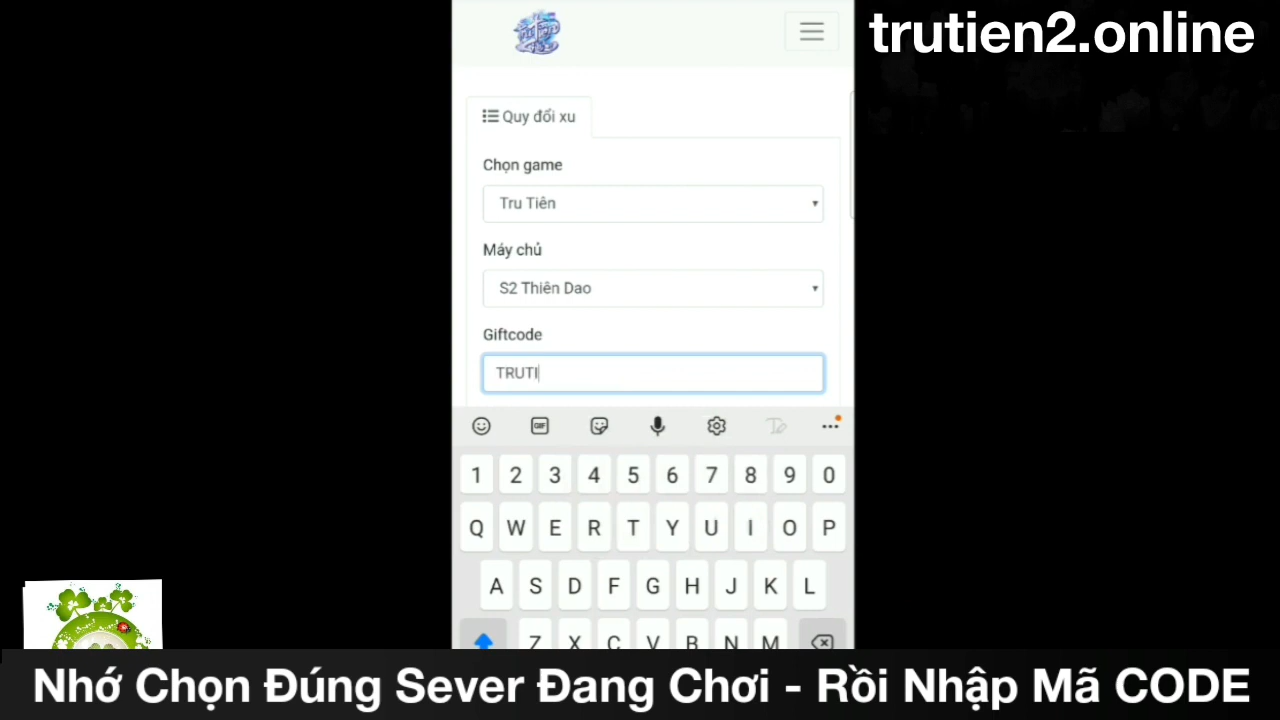 trutien2.online
Quy đổi xu
Chọn game
Tru Tiên
Máy chủ
S2 Thiên Dao
Giftcode
TRUTI
GIF
1 2 3 4 5 6 7 8 9 0
Q W E R T Y U I O P
A S D F G H J K L
Z X C V B N M
Nhớ Chọn Đúng Sever Đang Chơi - Rồi Nhập Mã CODE